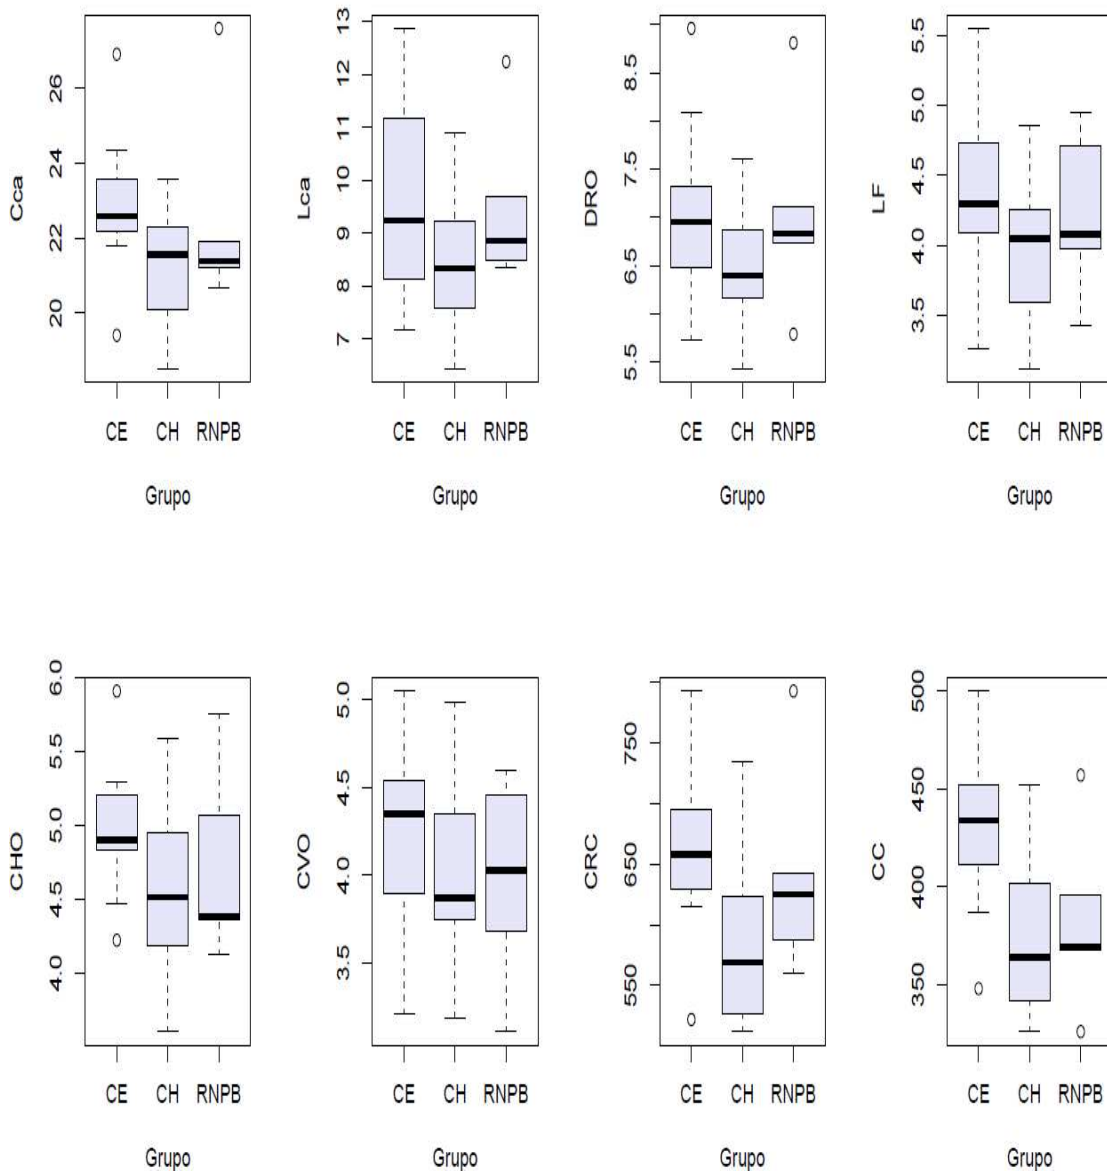 Cca
26
24
22
20
CE CH RNPB
Grupo
Lca
13
12
11
10
9
8
7
CE CH RNPB
Grupo
DRO
8.5
7.5
6.5
5.5
CE CH RNPB
Grupo
LF
5.5
5.0
4.5
4.0
3.5
CE CH RNPB
Grupo
CHO
6.0
5.5
5.0
4.5
4.0
CE CH RNPB
Grupo
CVO
5.0
4.5
4.0
3.5
CE CH RNPB
Grupo
CRC
750
650
550
CE CH RNPB
Grupo
CC
500
450
400
350
CE CH RNPB
Grupo